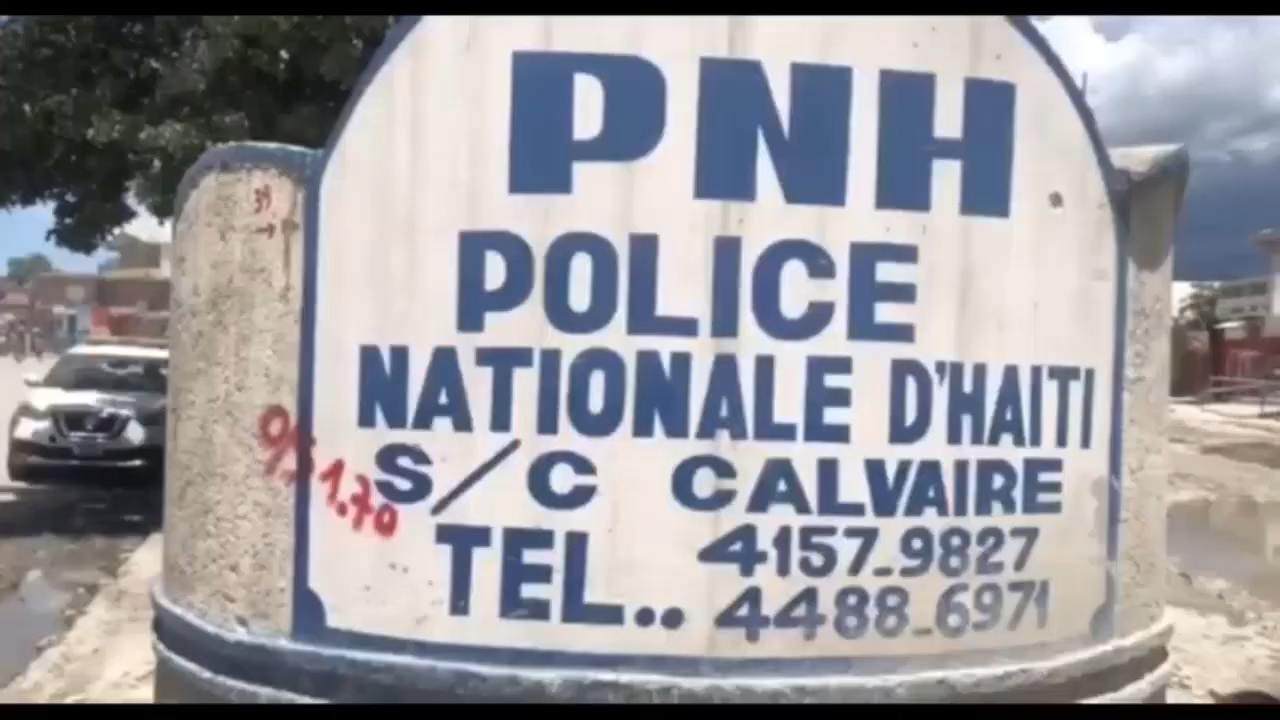 PNH
POLICE
NATIONALE D'HAITI
S/C CALVAIRE
TEL.. 4157-9827
4488-6971